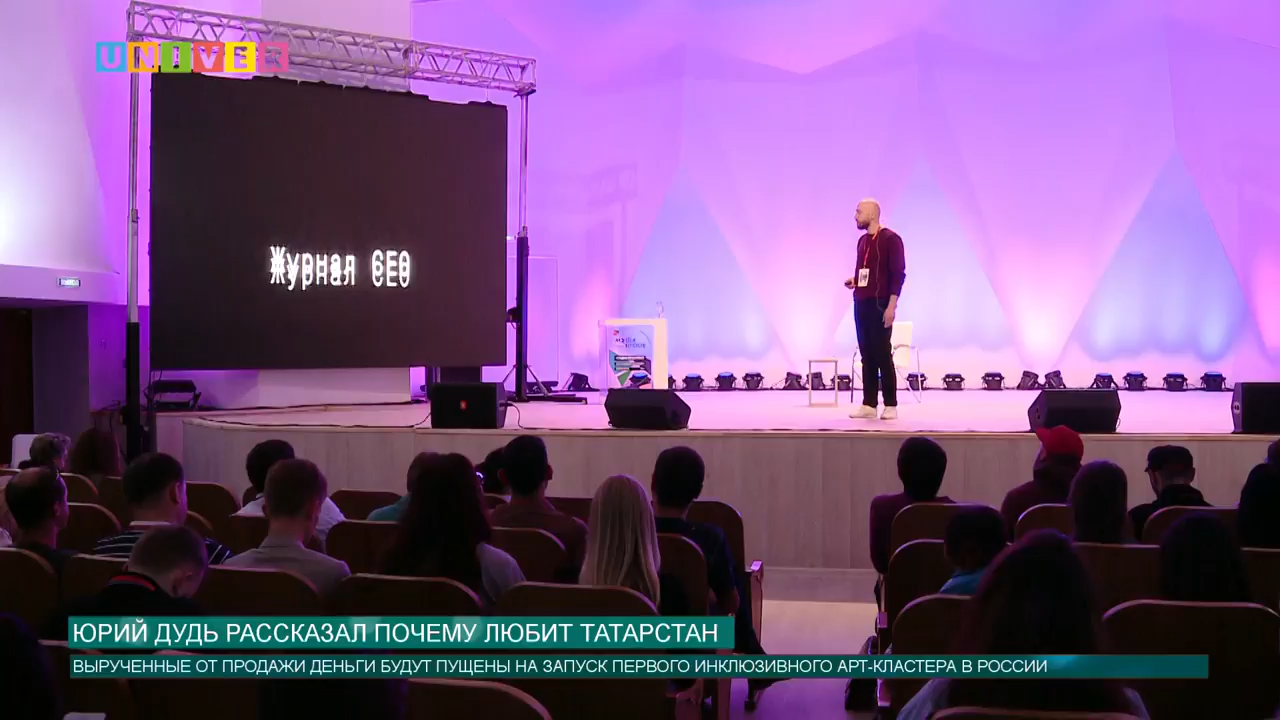 UNIVER
Журнал CEO
ЮРИЙ ДУДЬ РАССКАЗАЛ ПОЧЕМУ ЛЮБИТ ТАТАРСТАН
ВЫРУЧЕННЫЕ ОТ ПРОДАЖИ ДЕНЬГИ БУДУТ ПУЩЕНЫ НА ЗАПУСК ПЕРВОГО ИНКЛЮЗИВНОГО АРТ-КЛАСТЕРА В РОССИИ